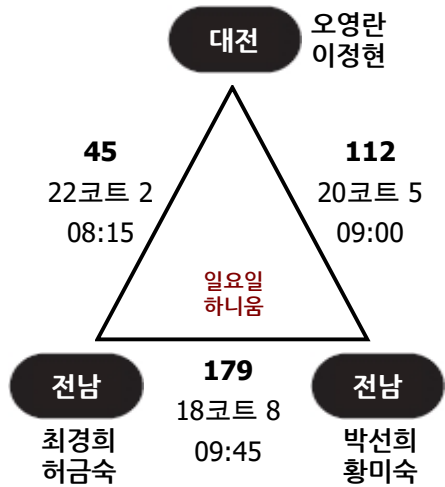 대전
오영란
이정현
45
22코트 2
08:15
112
20코트 5
09:00
일요일
하니움
전남
최경희
허금숙
179
18코트 8
09:45
전남
박선희
황미숙